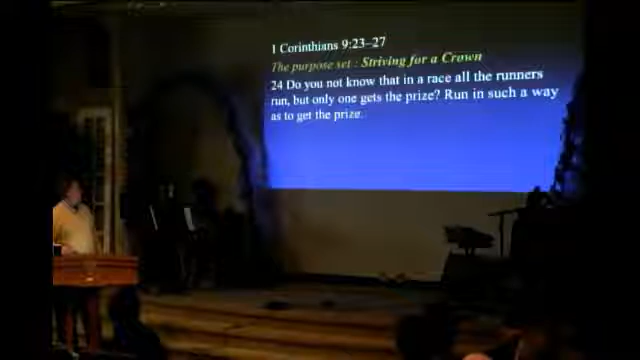 1 Corinthians 9:23–27
The purpose set : Striving for a Crown
24 Do you not know that in a race all the runners
run, but only one gets the prize? Run in such a way
as to get the prize.